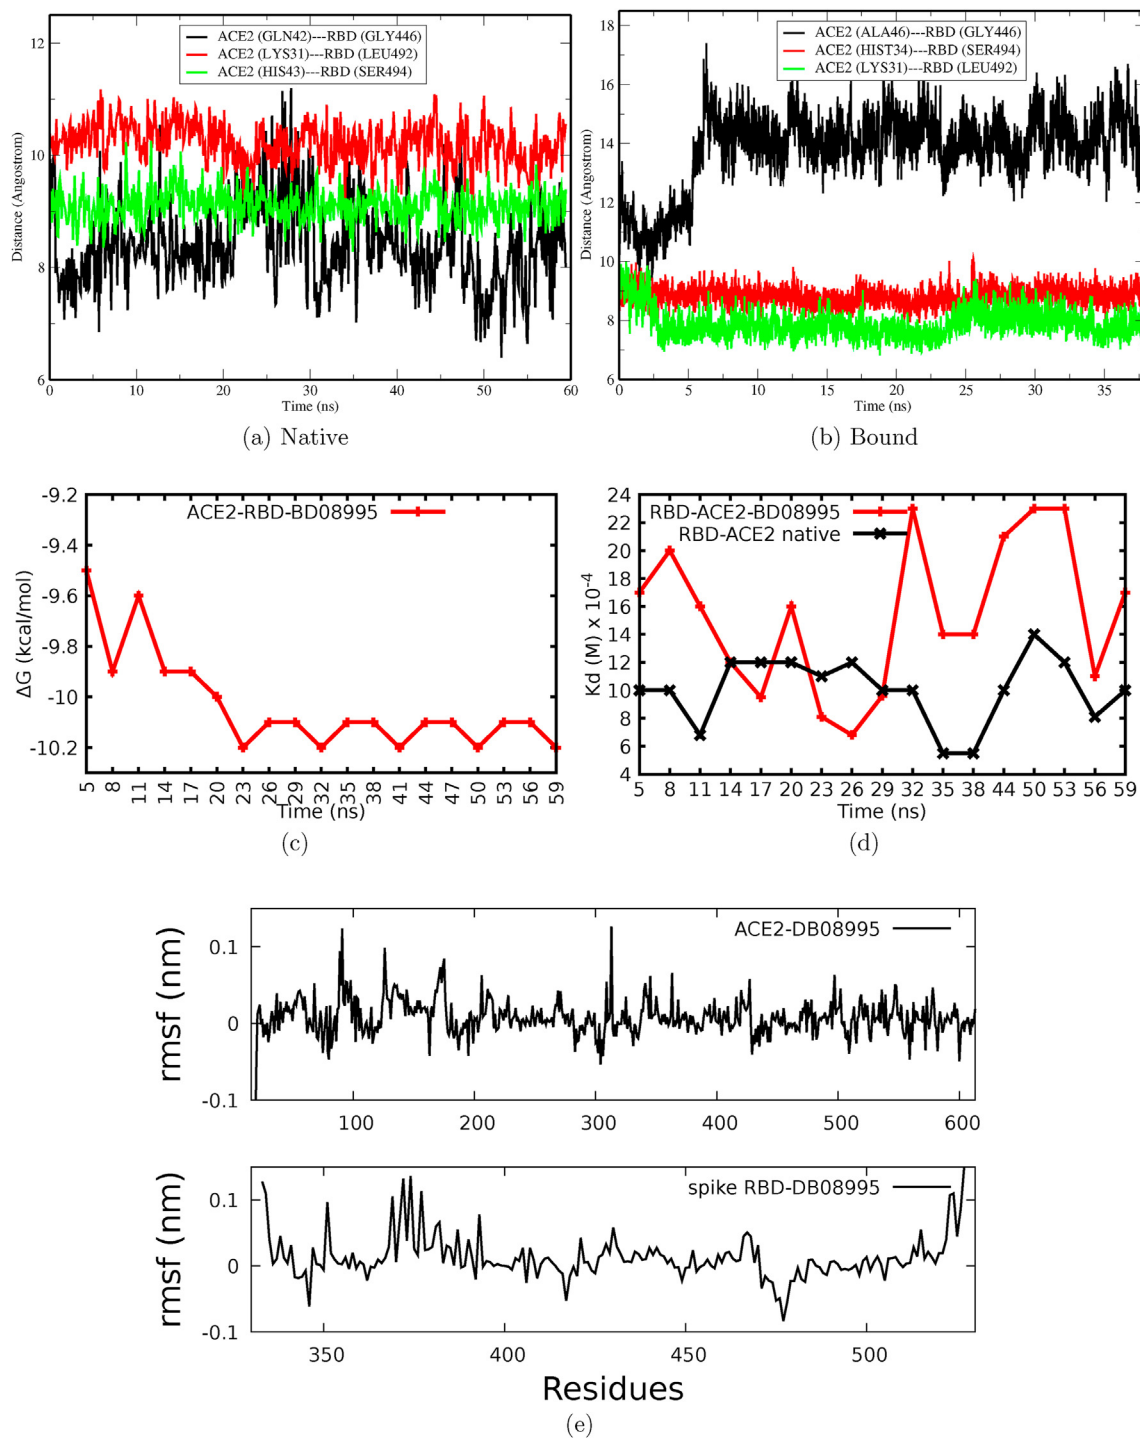 12
10
8
6
Distance (Angostrom)
ACE2 (GLN42)---RBD (GLY446)
ACE2 (LYS31)---RBD (LEU492)
ACE2 (HIS43)---RBD (SER494)
0 10 20 30 40 50 60
Time (ns)
(a) Native
18
16
14
12
10
8
6
Distance (Angostrom)
ACE2 (ALA46)---RBD (GLY446)
ACE2 (HIST34)---RBD (SER494)
ACE2 (LYS31)---RBD (LEU492)
0 5 10 15 20 25 30 35
Time (ns)
(b) Bound
-9.2
-9.4
-9.6
-9.8
-10
-10.2
ΔG (kcal/mol)
ACE2-RBD-BD08995
5 8 11 14 17 20 23 26 29 32 35 38 41 44 47 50 53 56 59
Time (ns)
(c)
24
22
20
18
16
14
12
10
8
6
4
Kd (M) x 10⁻⁴
RBD-ACE2-BD08995
RBD-ACE2 native
5 8 11 14 17 20 23 26 29 32 35 38 44 50 53 56 59
Time (ns)
(d)
0.1
0
-0.1
rmsf (nm)
ACE2-DB08995
100 200 300 400 500 600
0.1
0
-0.1
rmsf (nm)
spike RBD-DB08995
350 400 450 500
Residues
(e)